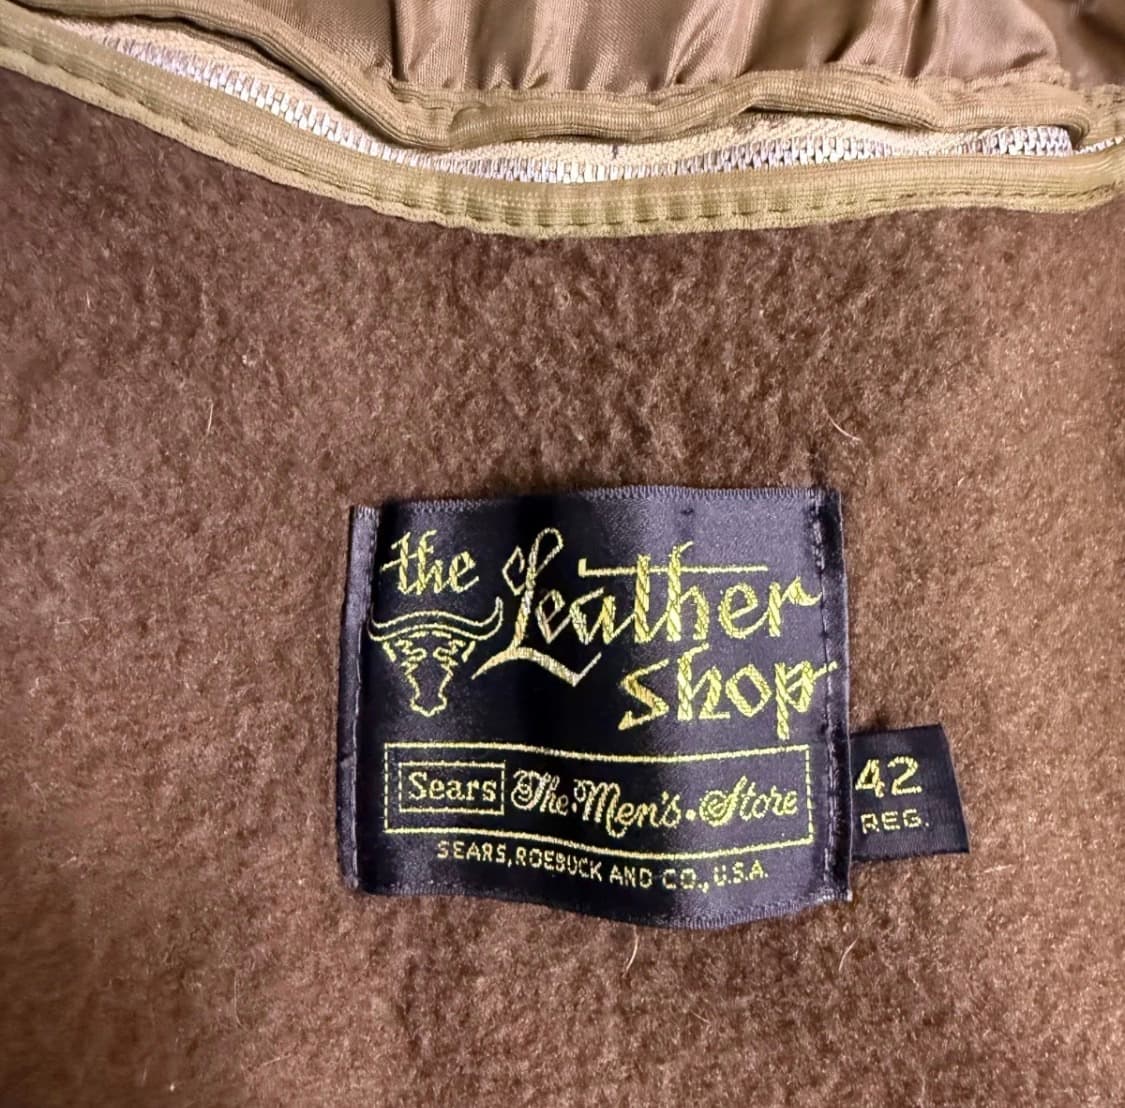 the Leather
Shop
Sears The Men's Store
SEARS, ROEBUCK AND CO., U.S.A.
42
REG.